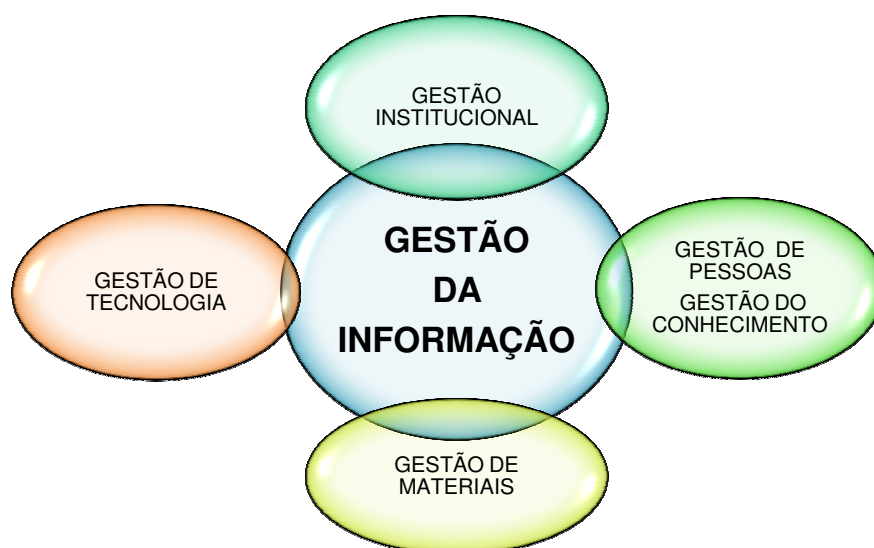 GESTÃO
INSTITUCIONAL
GESTÃO
DA
INFORMAÇÃO
GESTÃO DE
TECNOLOGIA
GESTÃO DE
PESSOAS
GESTÃO DO
CONHECIMENTO
GESTÃO DE
MATERIAIS